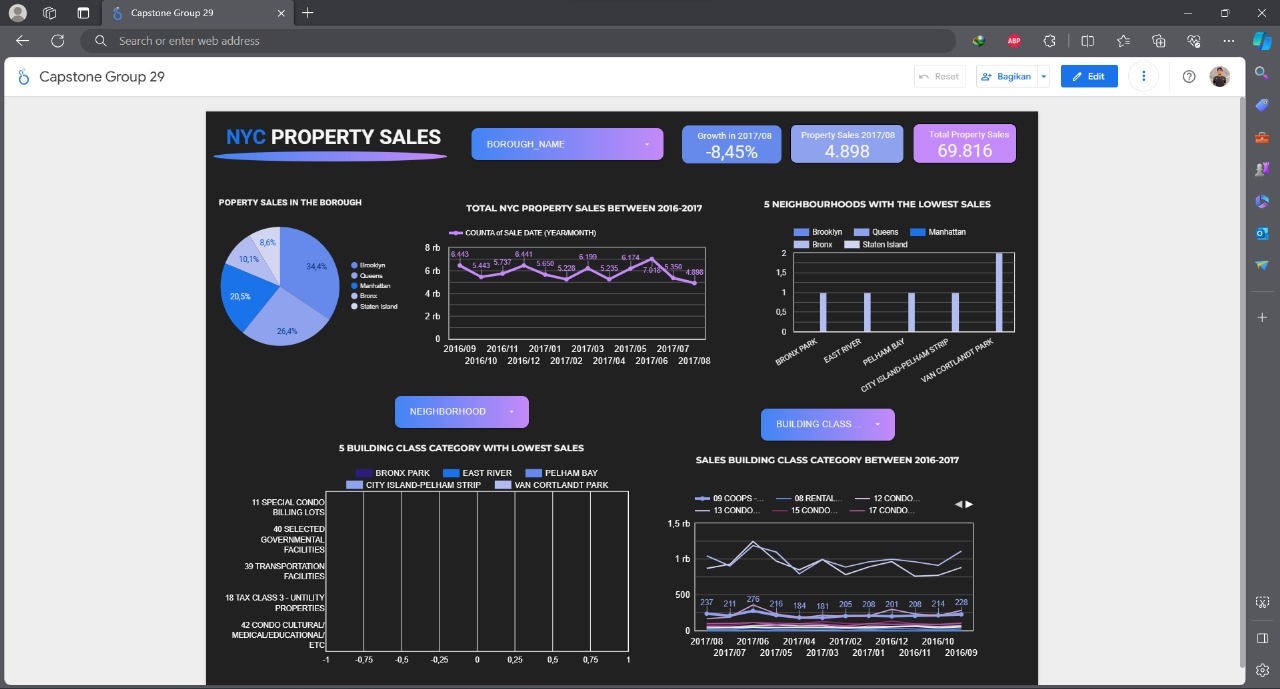 Capstone Group 29
Search or enter web address
ABP
Capstone Group 29
Reset
Bagikan
Edit
NYC PROPERTY SALES
BOROUGH_NAME
Growth in 2017/08
-8,45%
Property Sales 2017/08
4.898
Total Property Sales
69.816
POPERTY SALES IN THE BOROUGH
34,4%
26,4%
20,5%
10,1%
8,6%
Brooklyn
Queens
Manhattan
Bronx
Staten Island
TOTAL NYC PROPERTY SALES BETWEEN 2016-2017
COUNTA of SALE DATE (YEAR/MONTH)
8 rb
6 rb
4 rb
2 rb
0
6.443
5.443
5.737
6.441
5.650
5.228
6.199
5.235
6.174
7.018
5.350
4.898
2016/09
2016/10
2016/11
2016/12
2017/01
2017/02
2017/03
2017/04
2017/05
2017/06
2017/07
2017/08
5 NEIGHBOURHOODS WITH THE LOWEST SALES
Brooklyn Queens Manhattan
Bronx Staten Island
2
1,5
1
0,5
0
BRONX PARK
EAST RIVER
PELHAM BAY
CITY ISLAND-PELHAM STRIP
VAN CORTLANDT PARK
NEIGHBORHOOD
BUILDING CLASS ...
5 BUILDING CLASS CATEGORY WITH LOWEST SALES
BRONX PARK EAST RIVER PELHAM BAY
CITY ISLAND-PELHAM STRIP VAN CORTLANDT PARK
11 SPECIAL CONDO
BILLING LOTS
40 SELECTED
GOVERNMENTAL
FACILITIES
39 TRANSPORTATION
FACILITIES
18 TAX CLASS 3 - UNTILITY
PROPERTIES
42 CONDO CULTURAL/
MEDICAL/EDUCATIONAL/
ETC
-1 -0,75 -0,5 -0,25 0 0,25 0,5 0,75 1
SALES BUILDING CLASS CATEGORY BETWEEN 2016-2017
09 COOPS -... 08 RENTAL... 12 CONDO...
13 CONDO... 15 CONDO... 17 CONDO...
1,5 rb
1 rb
500
0
237 211 276 216 184 181 205 208 201 208 214 228
2017/08 2017/06 2017/04 2017/02 2016/12 2016/10
2017/07 2017/05 2017/03 2017/01 2016/11 2016/09